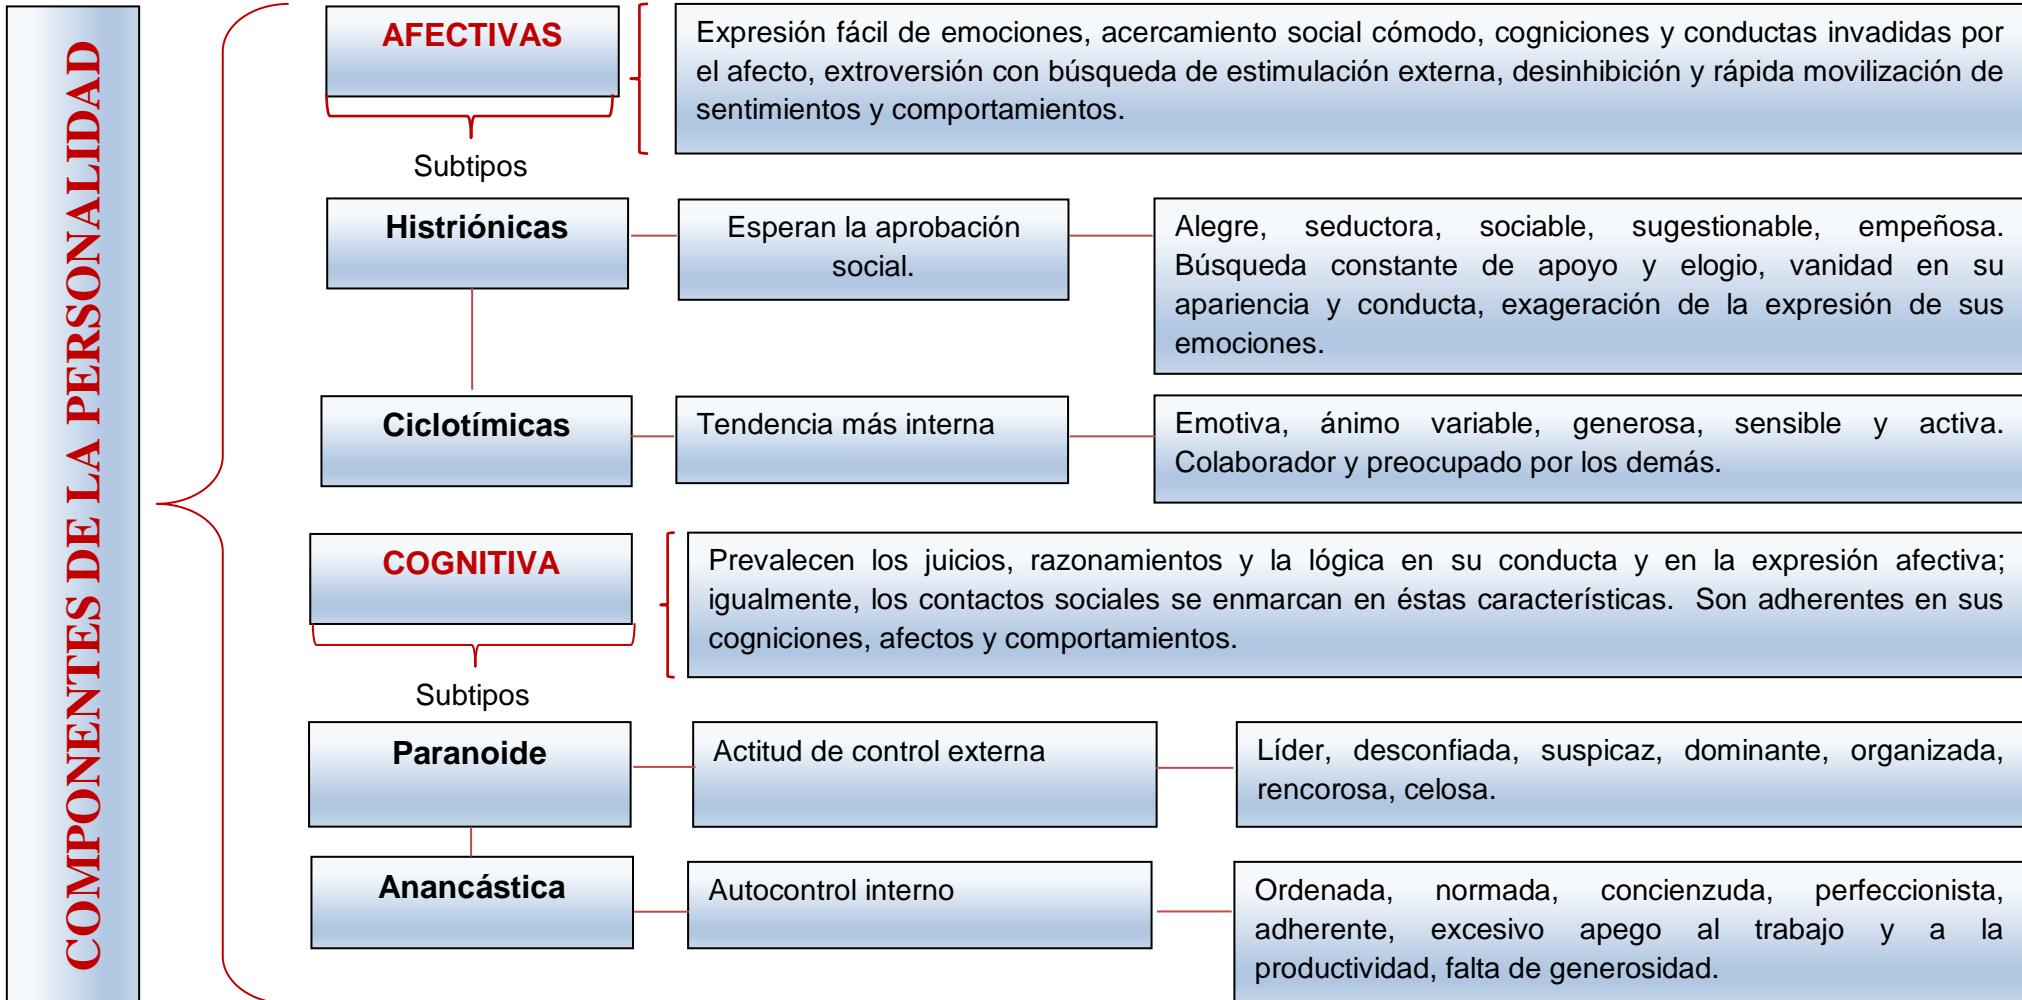 COMPONENTES DE LA PERSONALIDAD
AFECTIVAS
Expresión fácil de emociones, acercamiento social cómodo, cogniciones y conductas invadidas por
el afecto, extroversión con búsqueda de estimulación externa, desinhibición y rápida movilización de
sentimientos y comportamientos.
Subtipos
Histriónicas
Esperan la aprobación
social.
Alegre, seductora, sociable, sugestionable, empeñosa.
Búsqueda constante de apoyo y elogio, vanidad en su
apariencia y conducta, exageración de la expresión de sus
emociones.
Ciclotímicas
Tendencia más interna
Emotiva, ánimo variable, generosa, sensible y activa.
Colaborador y preocupado por los demás.
COGNITIVA
Prevalecen los juicios, razonamientos y la lógica en su conducta y en la expresión afectiva;
igualmente, los contactos sociales se enmarcan en éstas características. Son adherentes en sus
cogniciones, afectos y comportamientos.
Subtipos
Paranoide
Actitud de control externa
Líder, desconfiada, suspicaz, dominante, organizada,
rencorosa, celosa.
Anancástica
Autocontrol interno
Ordenada, normada, concienzuda, perfeccionista,
adherente, excesivo apego al trabajo y a la
productividad, falta de generosidad.